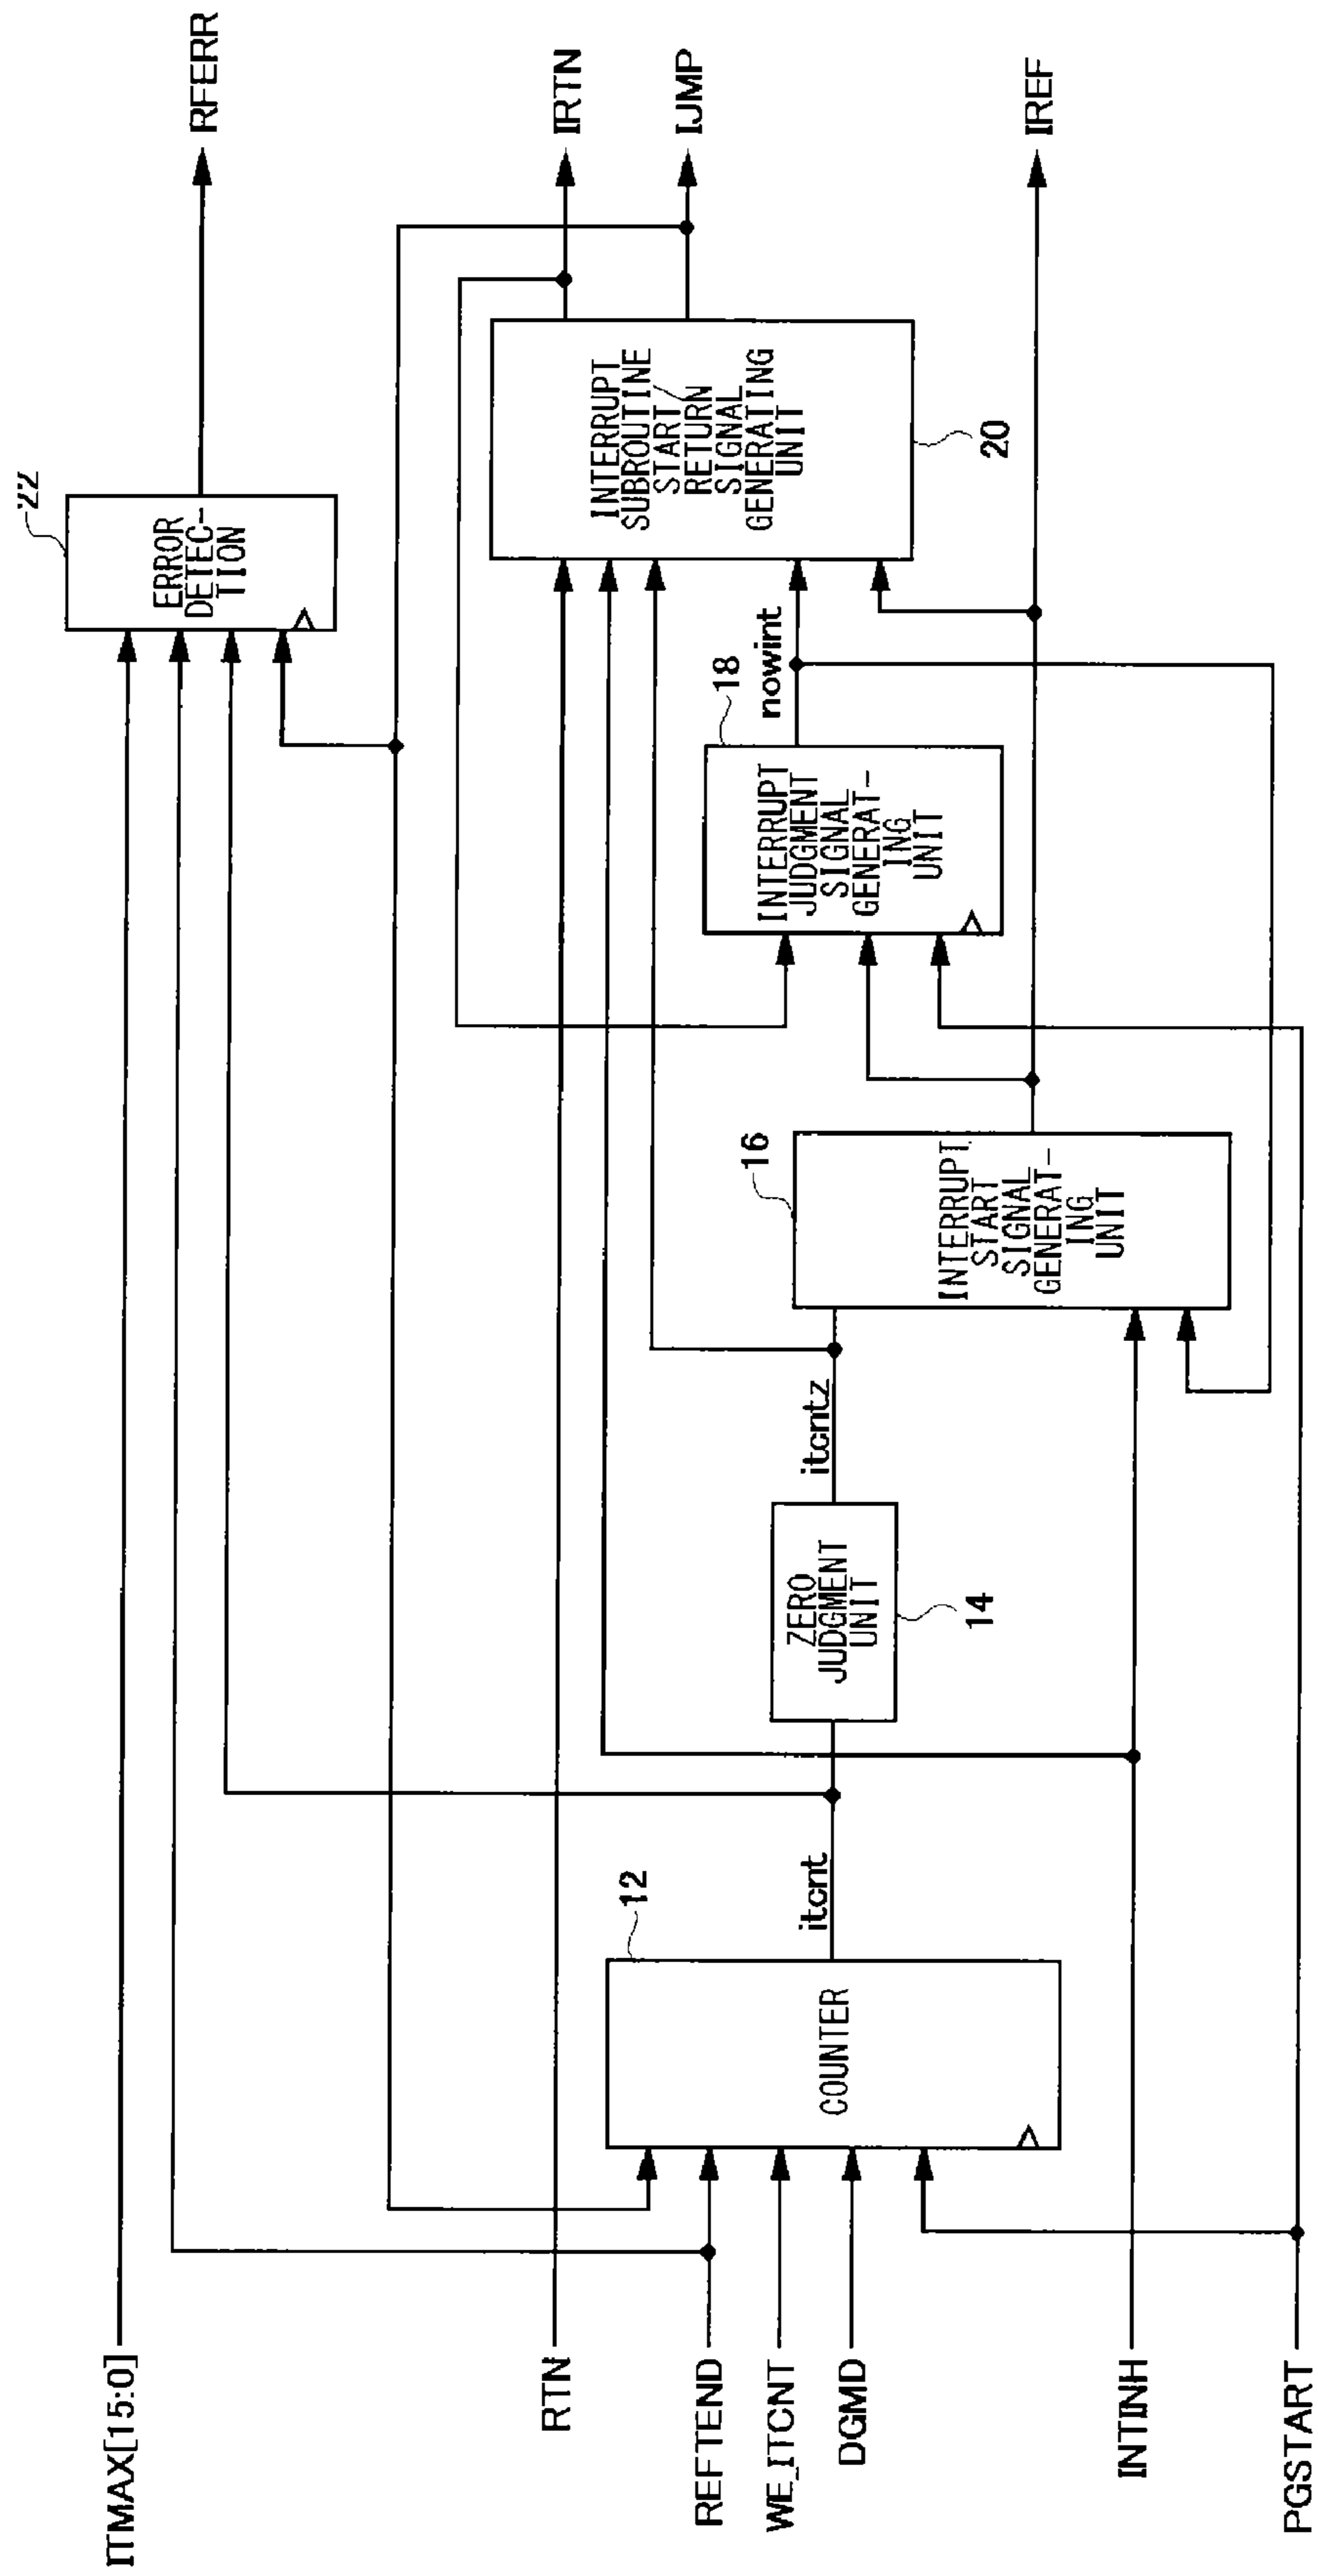 ITMAX[15:0]
RTN
REFTEND
WE_ITCNT
DGMD
INTINH
PGSTART
12
COUNTER
itcnt
ZERO
JUDGMENT
UNIT
14
itcntz
16
INTERRUPT
START
SIGNAL
GENERAT-
ING
UNIT
18
INTERRUPT
JUDGMENT
SIGNAL
GENERAT-
ING
UNIT
nowint
22
ERROR
DETEC-
TION
INTERRUPT
SUBROUTINE
START/
RETURN
SIGNAL
GENERATING
UNIT
20
RFERR
IRTN
IJMP
IREF